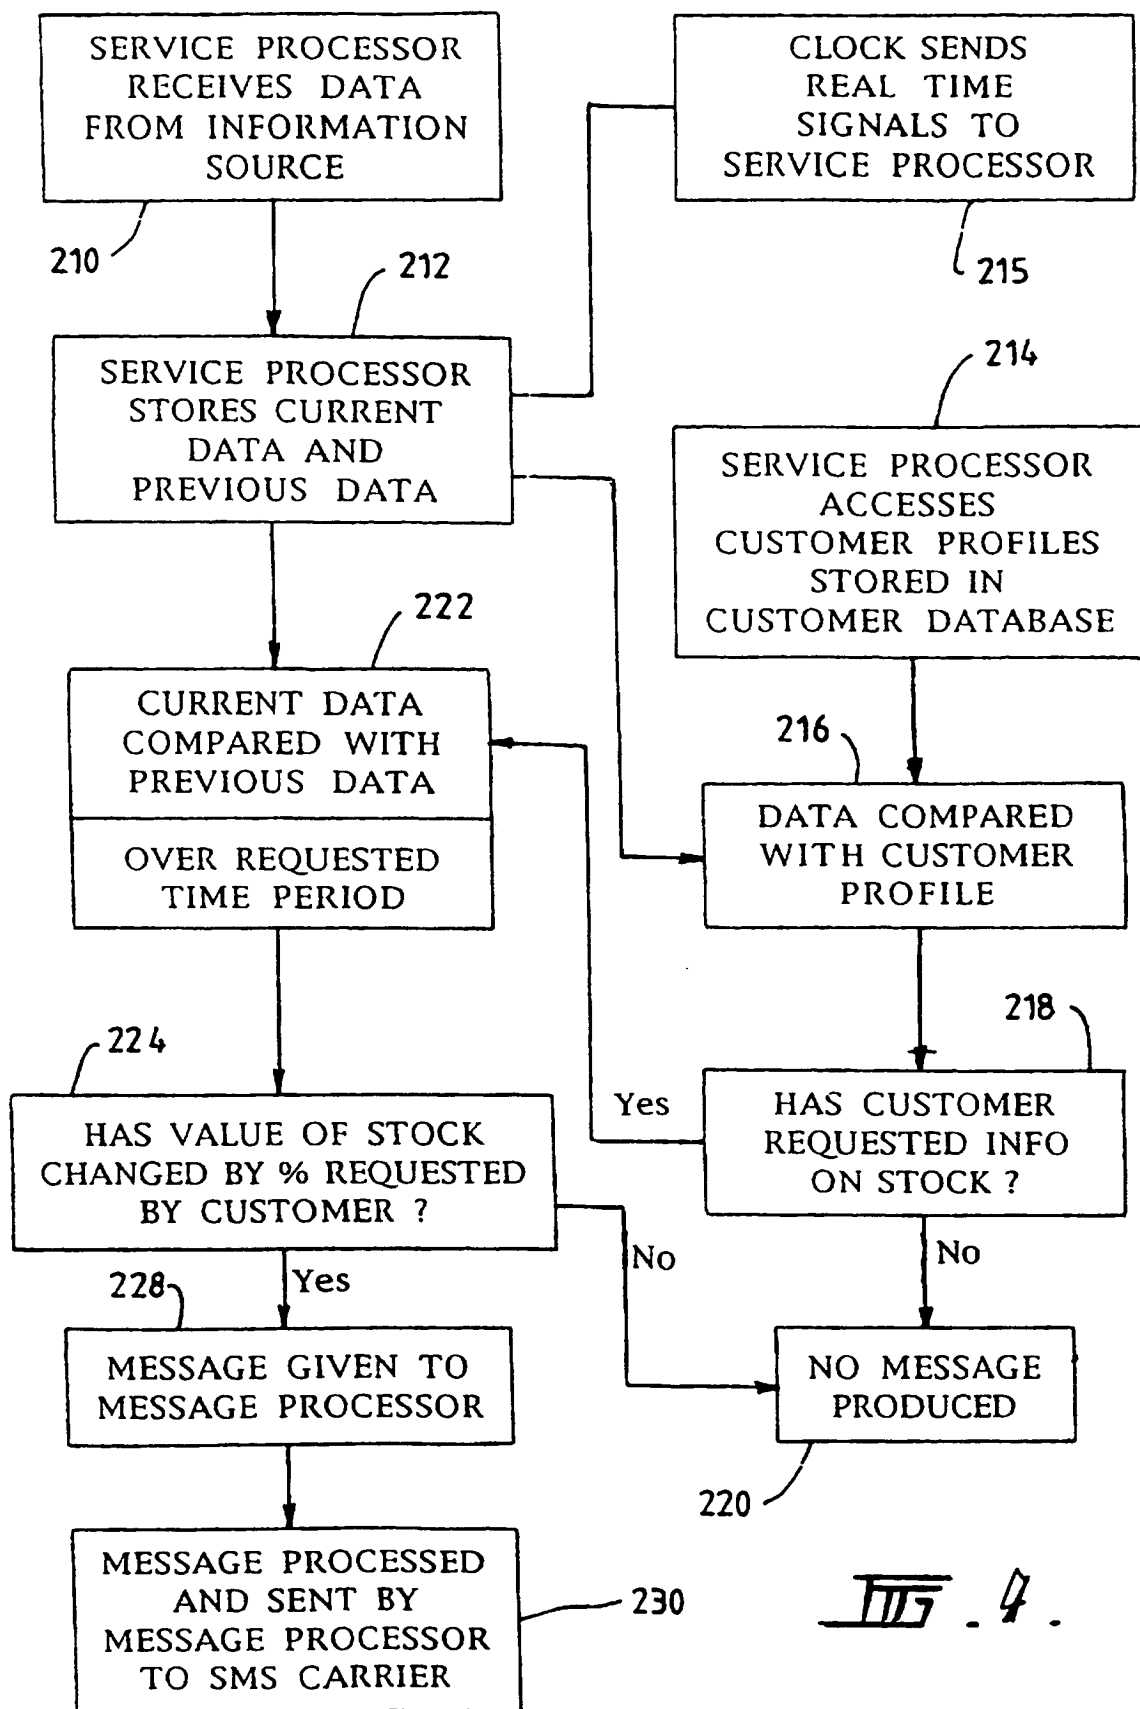 SERVICE PROCESSOR
RECEIVES DATA
FROM INFORMATION
SOURCE
210
CLOCK SENDS
REAL TIME
SIGNALS TO
SERVICE PROCESSOR
215
212
SERVICE PROCESSOR
STORES CURRENT
DATA AND
PREVIOUS DATA
214
SERVICE PROCESSOR
ACCESSES
CUSTOMER PROFILES
STORED IN
CUSTOMER DATABASE
222
CURRENT DATA
COMPARED WITH
PREVIOUS DATA
OVER REQUESTED
TIME PERIOD
216
DATA COMPARED
WITH CUSTOMER
PROFILE
218
HAS CUSTOMER
REQUESTED INFO
ON STOCK ?
Yes
No
224
HAS VALUE OF STOCK
CHANGED BY % REQUESTED
BY CUSTOMER ?
Yes
No
228
MESSAGE GIVEN TO
MESSAGE PROCESSOR
NO MESSAGE
PRODUCED
220
MESSAGE PROCESSED
AND SENT BY
MESSAGE PROCESSOR
TO SMS CARRIER
230
FIG. 4.